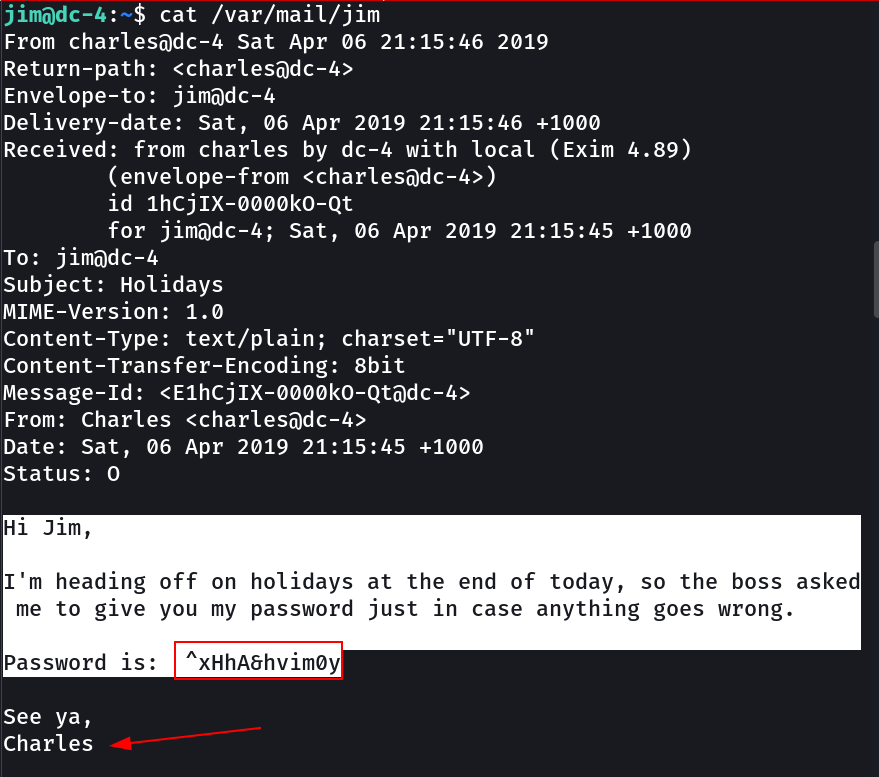 jim@dc-4:~$ cat /var/mail/jim
From charles@dc-4 Sat Apr 06 21:15:46 2019
Return-path: <charles@dc-4>
Envelope-to: jim@dc-4
Delivery-date: Sat, 06 Apr 2019 21:15:46 +1000
Received: from charles by dc-4 with local (Exim 4.89)
        (envelope-from <charles@dc-4>)
        id 1hCjIX-0000kO-Qt
        for jim@dc-4; Sat, 06 Apr 2019 21:15:45 +1000
To: jim@dc-4
Subject: Holidays
MIME-Version: 1.0
Content-Type: text/plain; charset="UTF-8"
Content-Transfer-Encoding: 8bit
Message-Id: <E1hCjIX-0000kO-Qt@dc-4>
From: Charles <charles@dc-4>
Date: Sat, 06 Apr 2019 21:15:45 +1000
Status: O

Hi Jim,

I'm heading off on holidays at the end of today, so the boss asked
 me to give you my password just in case anything goes wrong.

Password is:  ^xHhA&hvim0y

See ya,
Charles